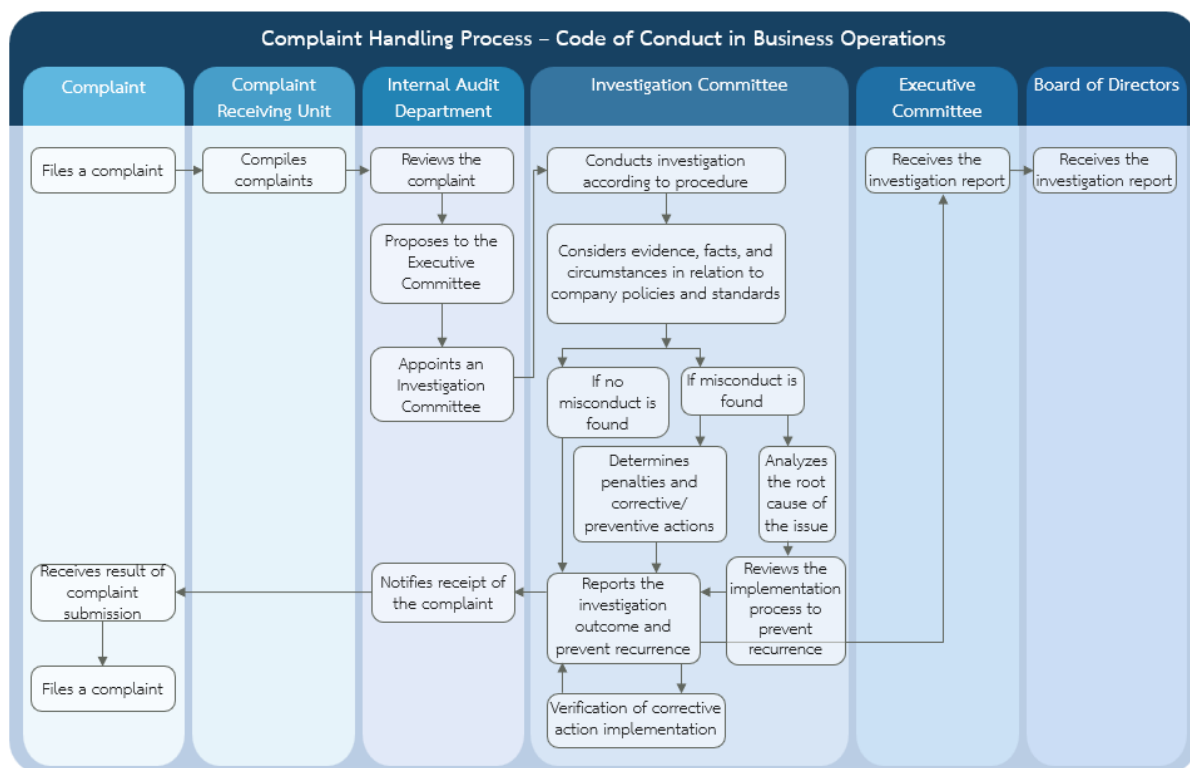 Complaint Handling Process – Code of Conduct in Business Operations
Complaint
Complaint
Receiving Unit
Internal Audit
Department
Investigation Committee
Executive
Committee
Board of Directors
Files a complaint
Compiles
complaints
Reviews the
complaint
Proposes to the
Executive
Committee
Appoints an
Investigation
Committee
Conducts investigation
according to procedure
Considers evidence, facts, and
circumstances in relation to
company policies and standards
If no
misconduct is
found
If misconduct is
found
Determines
penalties and
corrective/
preventive actions
Analyzes
the root
cause of
the issue
Reviews the
implementation
process to
prevent
recurrence
Reports the
investigation
outcome and
prevent recurrence
Verification of corrective
action implementation
Notifies receipt of
the complaint
Receives result of
complaint
submission
Files a complaint
Receives the
investigation report
Receives the
investigation report